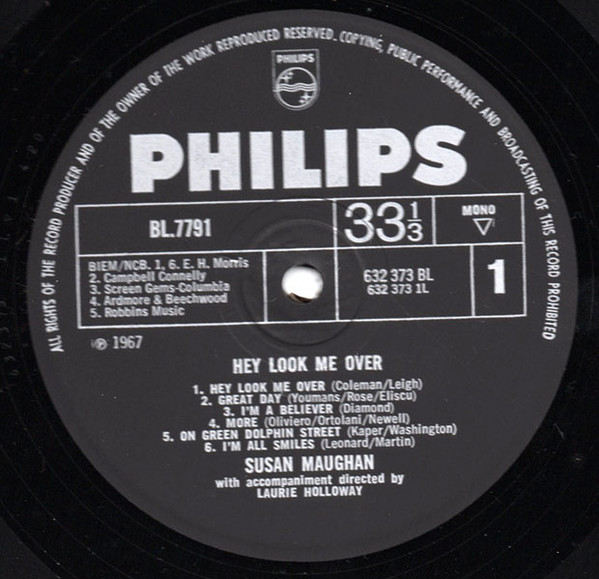 ALL RIGHTS OF THE RECORD PRODUCER AND OF THE OWNER OF THE WORK REPRODUCED RESERVED. COPYING, PUBLIC PERFORMANCE AND BROADCASTING OF THIS RECORD PROHIBITED
PHILIPS
PHILIPS
BL.7791
33 1/3
MONO
BIEM/NCB. 1. 6. E. H. Morris
2. Campbell Connelly
3. Screen Gems-Columbia
4. Ardmore & Beechwood
5. Robbins Music
632 373 BL
632 373 1L
1
℗ 1967
HEY LOOK ME OVER
1. HEY LOOK ME OVER (Coleman/Leigh)
2. GREAT DAY (Youmans/Rose/Eliscu)
3. I'M A BELIEVER (Diamond)
4. MORE (Oliviero/Ortolani/Newell)
5. ON GREEN DOLPHIN STREET (Kaper/Washington)
6. I'M ALL SMILES (Leonard/Martin)
SUSAN MAUGHAN
with accompaniment directed by
LAURIE HOLLOWAY